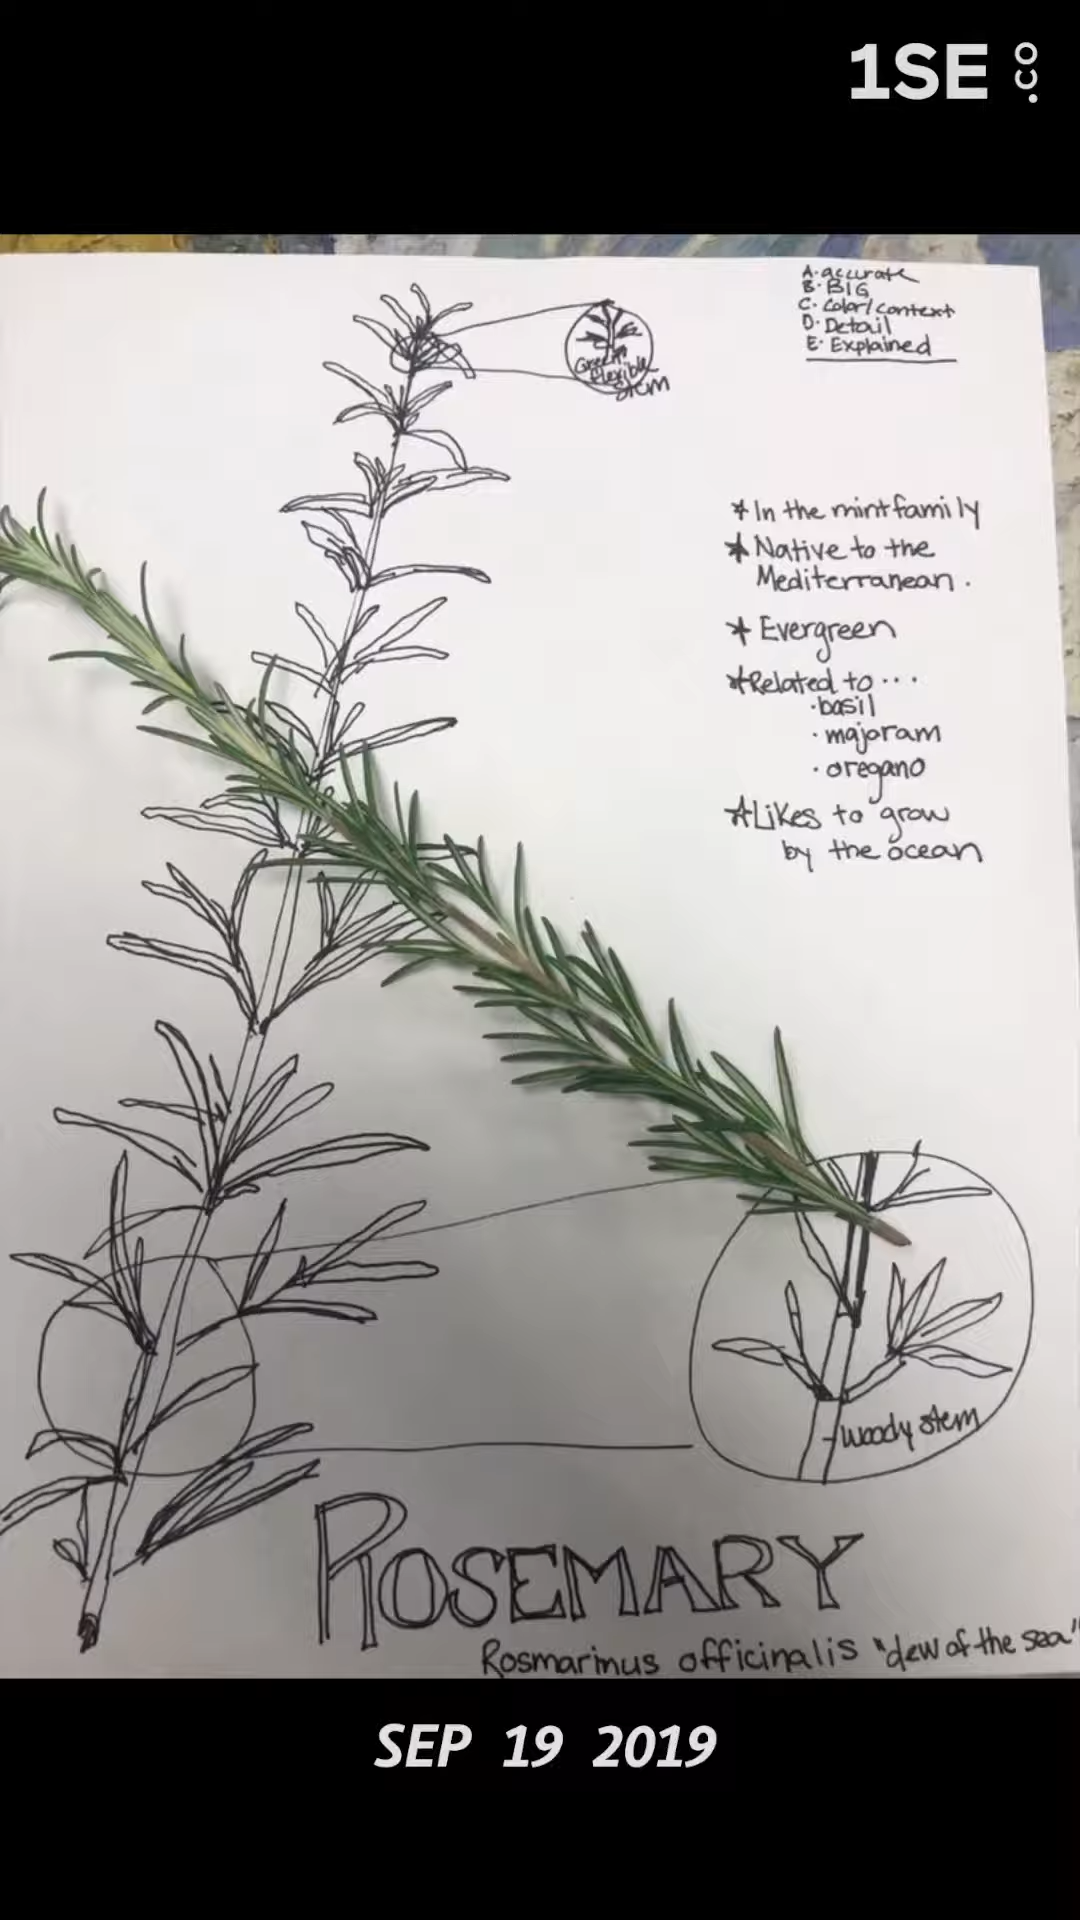 1SE .co
A. accurate
B. BIG
C. Color/context
D. Detail
E. Explained
Green flexible stem
* In the mint family
* Native to the
Mediterranean.
* Evergreen
* Related to...
· basil
· majoram
· oregano
* Likes to grow
by the ocean
- woody stem
ROSEMARY
Rosmarinus officinalis "dew of the sea"
SEP 19 2019